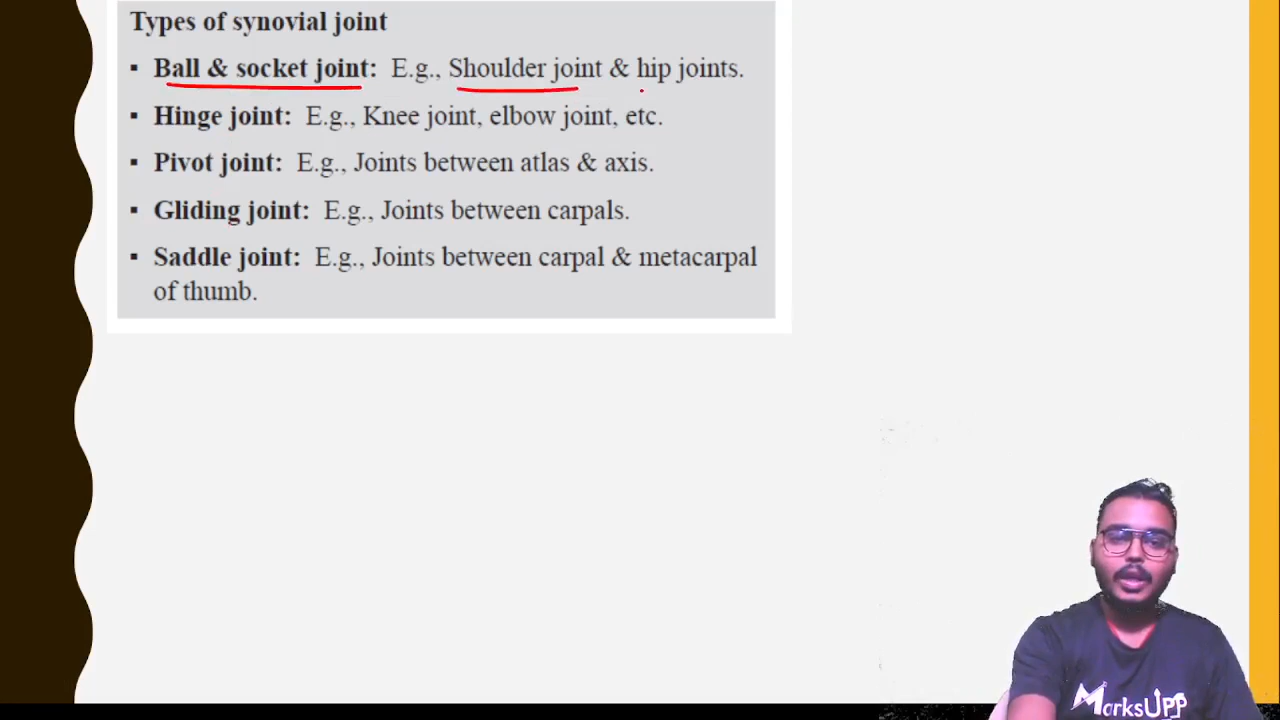 Types of synovial joint
▪ Ball & socket joint: E.g., Shoulder joint & hip joints.
▪ Hinge joint: E.g., Knee joint, elbow joint, etc.
▪ Pivot joint: E.g., Joints between atlas & axis.
▪ Gliding joint: E.g., Joints between carpals.
▪ Saddle joint: E.g., Joints between carpal & metacarpal
of thumb.
MarksUPP